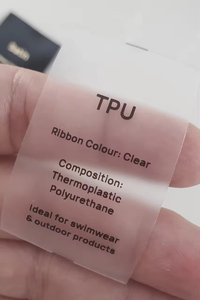 TPU
Ribbon Colour: Clear
Composition:
Thermoplastic
Polyurethane
Ideal for swimwear
& outdoor products